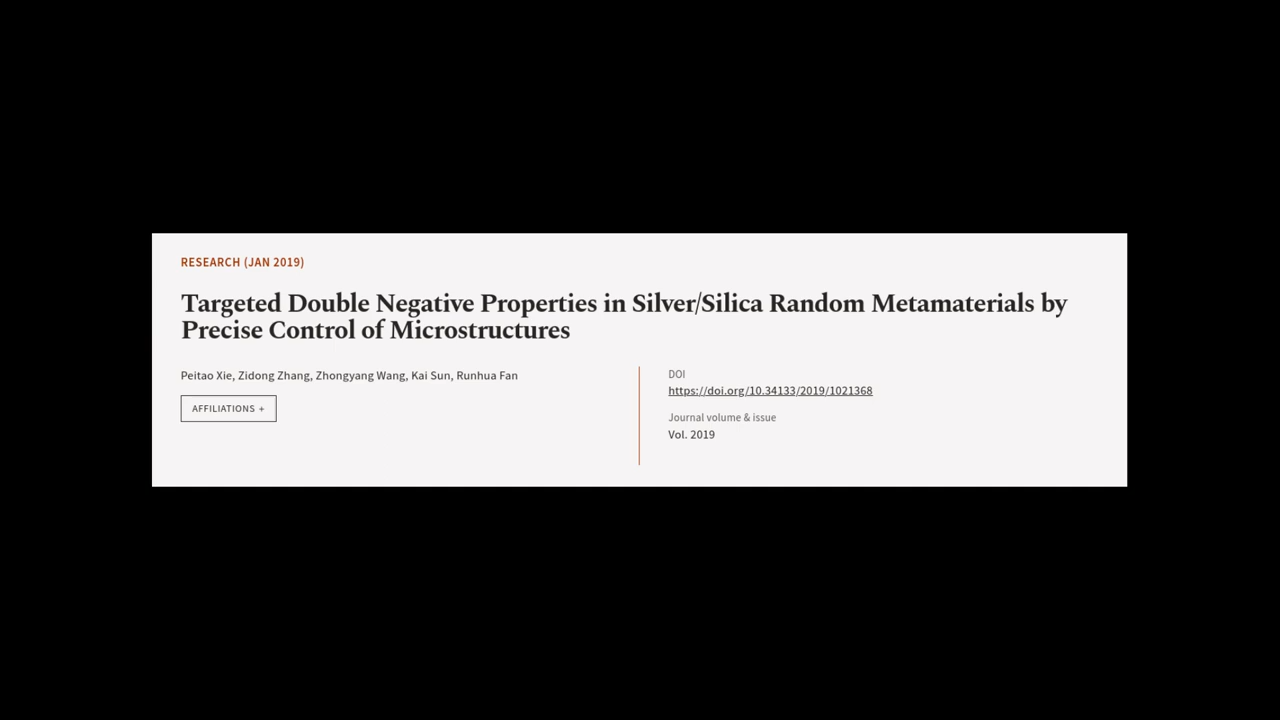 RESEARCH (JAN 2019)
Targeted Double Negative Properties in Silver/Silica Random Metamaterials by
Precise Control of Microstructures
Peitao Xie, Zidong Zhang, Zhongyang Wang, Kai Sun, Runhua Fan
AFFILIATIONS +
DOI
https://doi.org/10.34133/2019/1021368
Journal volume & issue
Vol. 2019